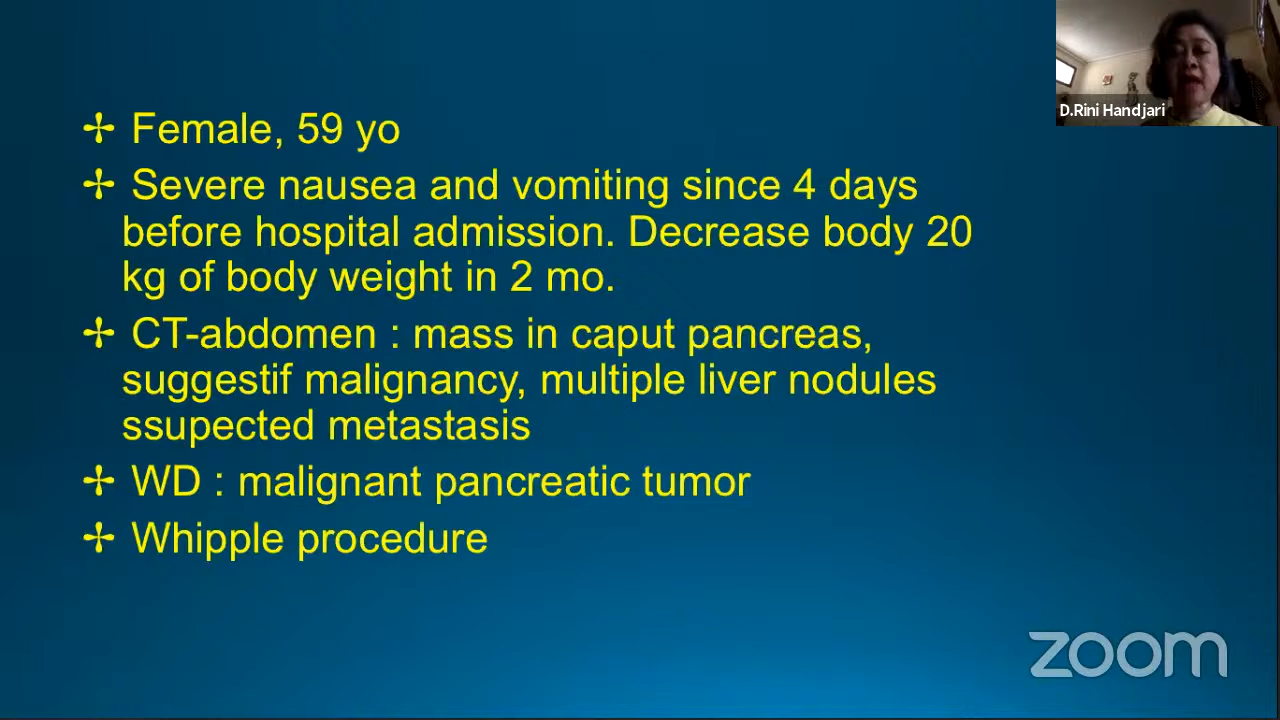 D.Rini Handjari
✢ Female, 59 yo
✢ Severe nausea and vomiting since 4 days
before hospital admission. Decrease body 20
kg of body weight in 2 mo.
✢ CT-abdomen : mass in caput pancreas,
suggestif malignancy, multiple liver nodules
ssupected metastasis
✢ WD : malignant pancreatic tumor
✢ Whipple procedure
zoom